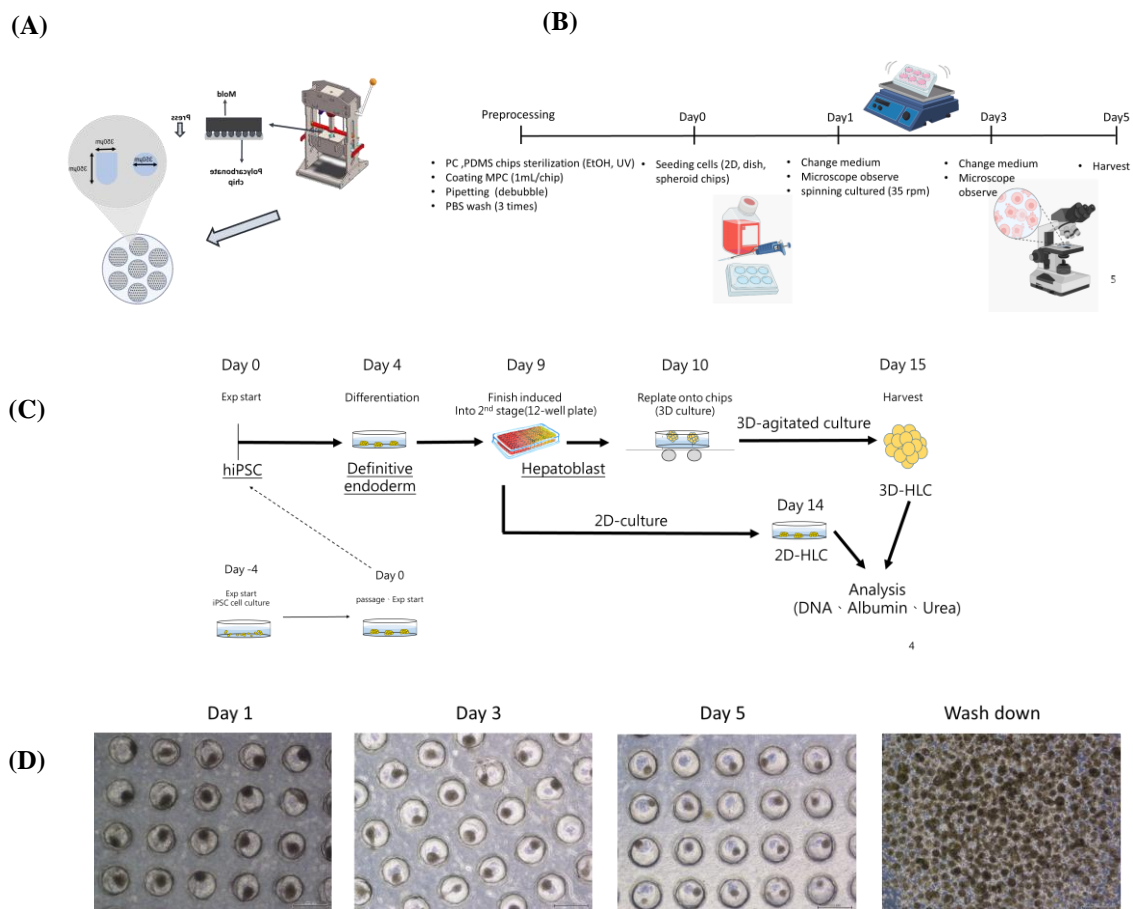 (A)
Mold
Press
350μm
350μm
350μm
Polycarbonate
chip
(B)
Preprocessing
Day0
Day1
Day3
Day5
• PC ,PDMS chips sterilization (EtOH, UV)
• Coating MPC (1mL/chip)
• Pipetting (debubble)
• PBS wash (3 times)
• Seeding cells (2D, dish,
spheroid chips)
• Change medium
• Microscope observe
• spinning cultured (35 rpm)
• Change medium
• Microscope
observe
• Harvest
5
(C)
Day 0
Day 4
Day 9
Day 10
Day 15
Exp start
Differentiation
Finish induced
Into 2nd stage(12-well plate)
Replate onto chips
(3D culture)
Harvest
3D-agitated culture
hiPSC
Definitive
endoderm
Hepatoblast
3D-HLC
2D-culture
Day 14
2D-HLC
Day -4
Exp start
iPSC cell culture
Day 0
passage · Exp start
Analysis
(DNA、Albumin、Urea)
4
(D)
Day 1
Day 3
Day 5
Wash down